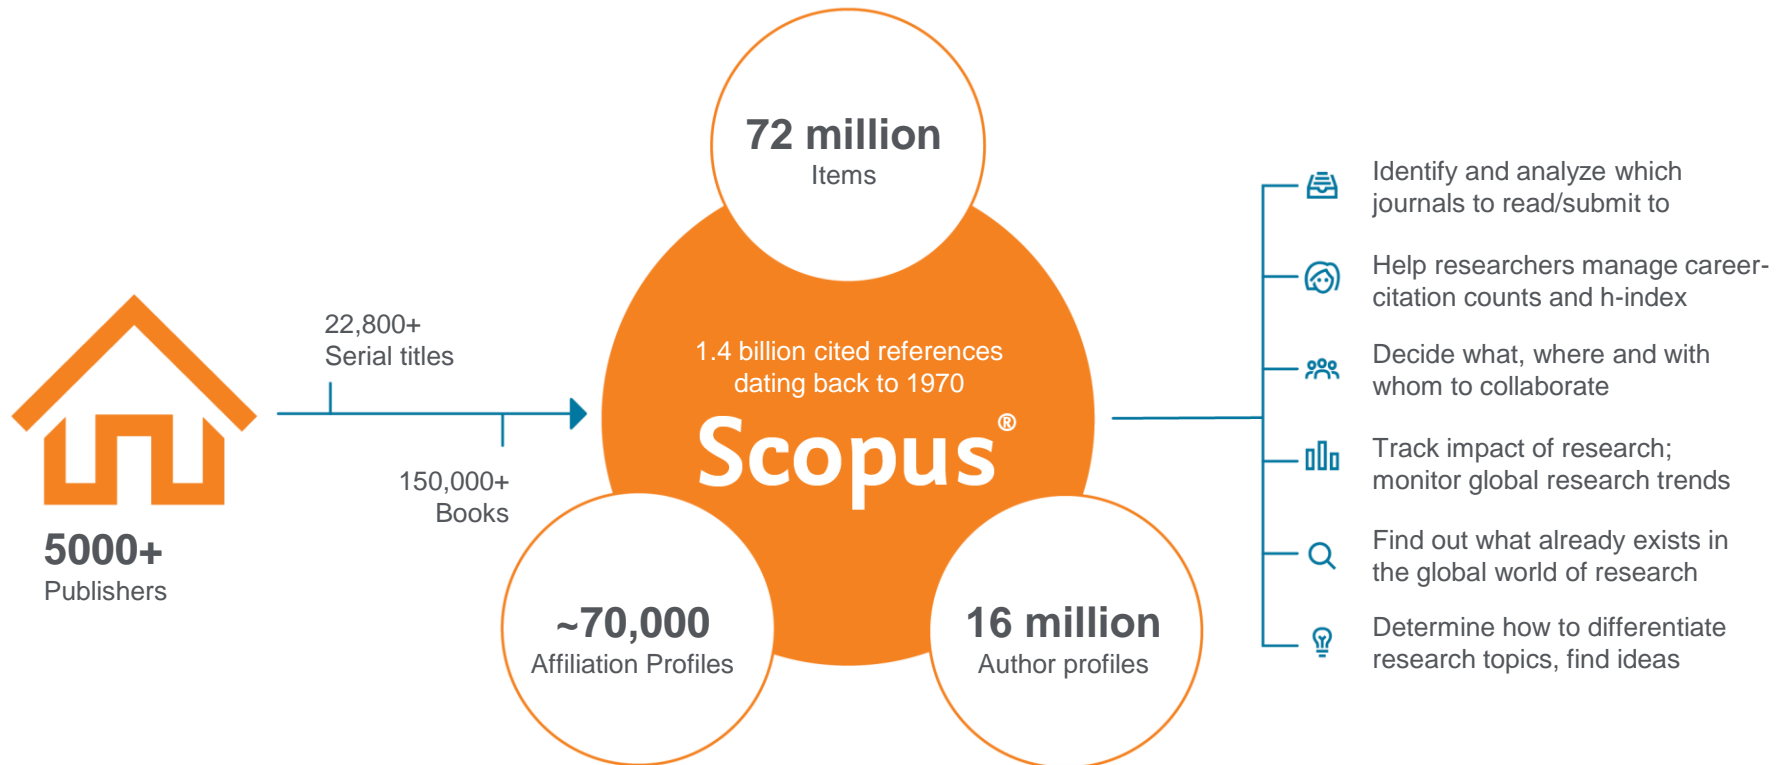 72 million
Items
22,800+
Serial titles
150,000+
Books
5000+
Publishers
1.4 billion cited references
dating back to 1970
Scopus®
~70,000
Affiliation Profiles
16 million
Author profiles
Identify and analyze which
journals to read/submit to
Help researchers manage career-
citation counts and h-index
Decide what, where and with
whom to collaborate
Track impact of research;
monitor global research trends
Find out what already exists in
the global world of research
Determine how to differentiate
research topics, find ideas